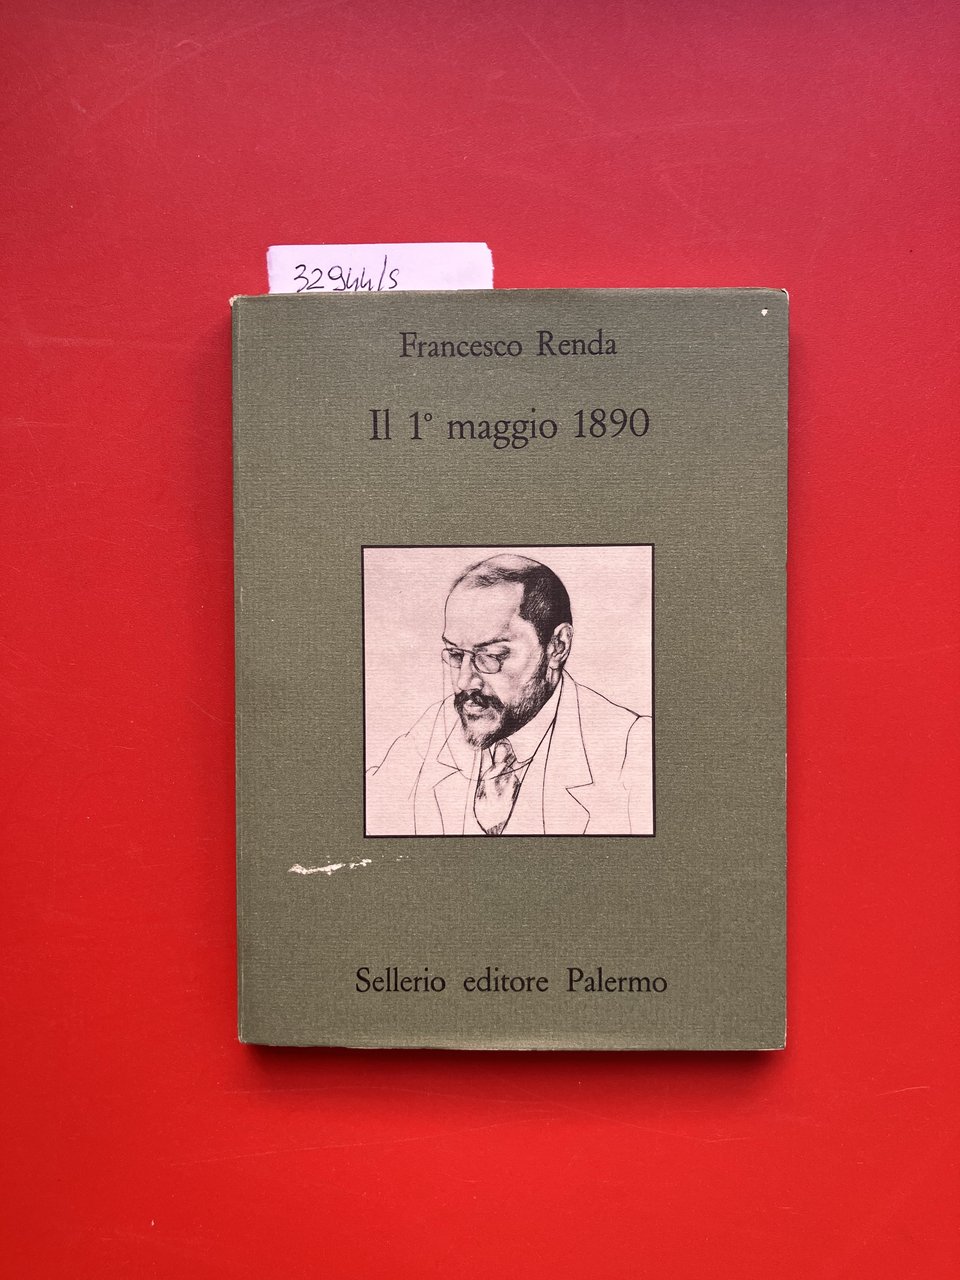 32944/s
Francesco Renda
Il 1° maggio 1890
Sellerio editore Palermo